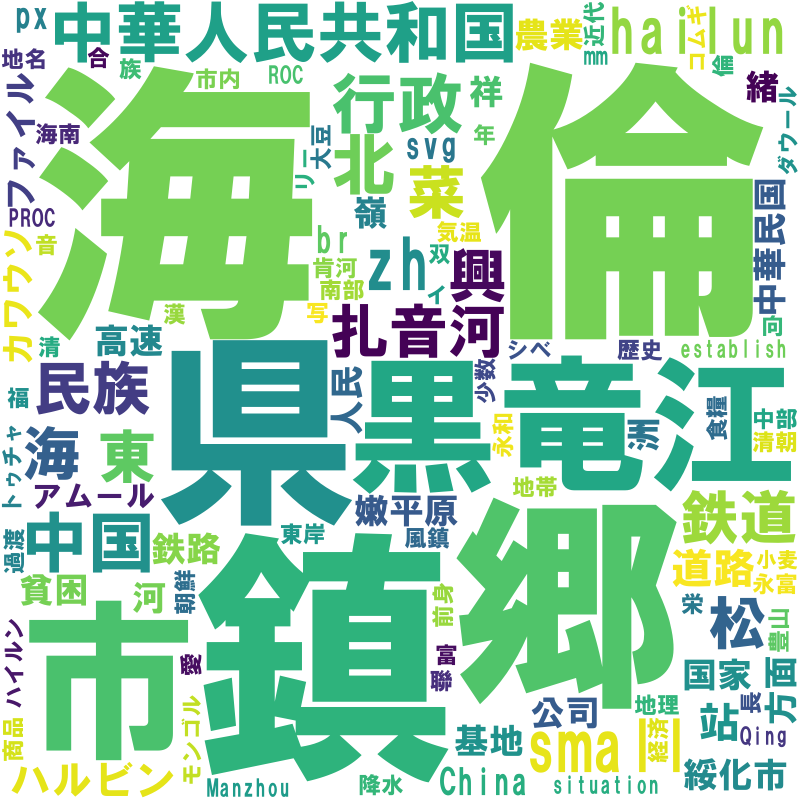 px
中華人民共和国
農業
近代
mm
コムギ
hailun
地名
合
族
市内
ROC
海
倫
行政
祥
倫
緒
ファイル
海南
リー
大豆
北
svg
年
菜
ダウール
PROC
嶺
カワウソ
音
br
気温
双
zh
興
中華民国
肯河
南部
イ
漢
写
扎音河
向
清
高速
シベ
歴史
establish
県
黒
竜
江
民族
人民
少数
福
永和
洲
食糧
中部
清朝
トゥチャ
海
東
アムール
地帯
嫩平原
郷
鉄道
過渡
中国
鉄路
東岸
風鎮
鎮
道路
小麦
永富
貧困
河
朝鮮
前身
栄
松
豊山
市
ハイルン
愛
富
聯
国家
方面
地理
長
公司
站
Qing
商品
モンゴル
基地
small
経済
ハルビン
綏化市
Manzhou
降水
China
situation